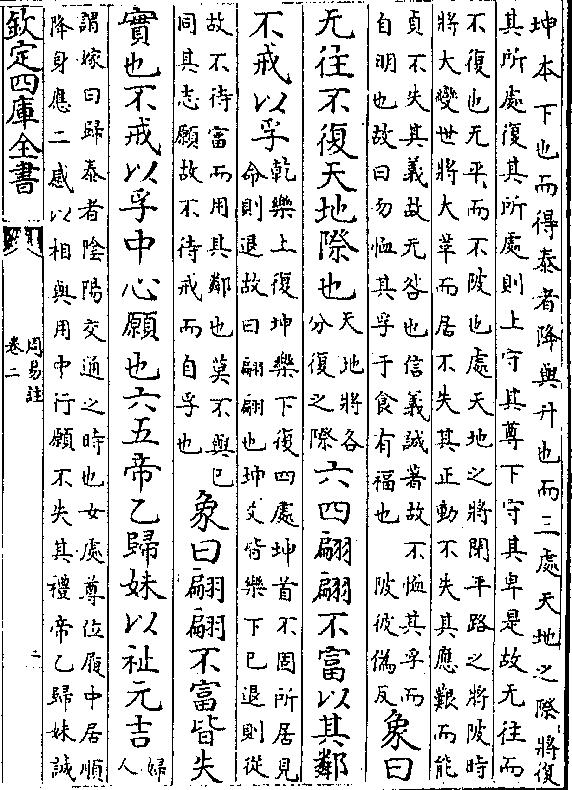 坤本下也而得泰者降與升也而三處天地之際將復
其所處復其所處則上守其尊下守其卑是故无往而
不復也无平而不陂也處天地之將閉平路之將陂時
將大變世將大革而居不失其正動不失其應艱而能
貞不失其義故无咎也信義誠著故不恤其孚而
自明也故曰勿恤其孚于食有福也 陂彼偽反
象曰
无往不復天地際也
天地將各
分復之際
六四翩翩不富以其鄰
不戒以孚
乾樂上復坤樂下復四處坤首不固所居見
命則退故曰翩翩也坤爻皆樂下已退則從
故不待富而用其鄰也莫不與已
同其志願故不待戒而自孚也
象曰翩翩不富皆失
實也不戒以孚中心願也六五帝乙歸妹以祉元吉
婦
人
謂嫁曰歸泰者陰陽交通之時也女處尊位履中居順
降身應二感以相與用中行願不失其禮帝乙歸妹誠
欽定四庫全書
周易註
卷二
二